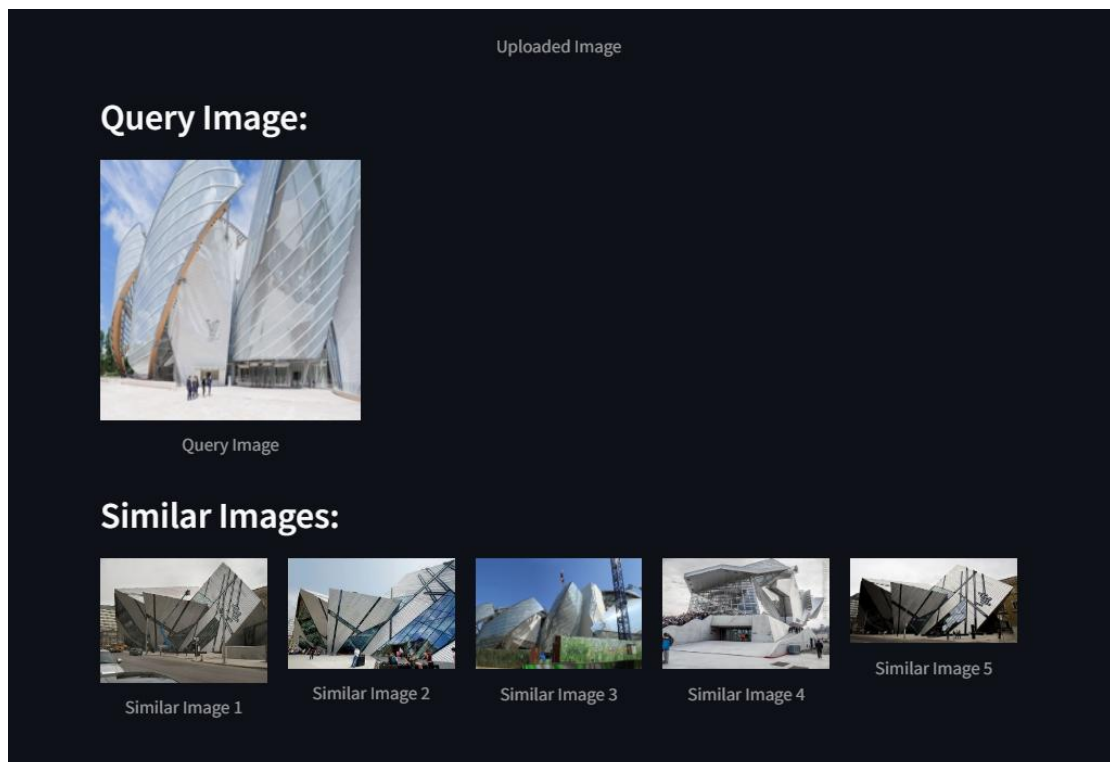 Uploaded Image
Query Image:
Query Image
Similar Images:
Similar Image 1
Similar Image 2
Similar Image 3
Similar Image 4
Similar Image 5